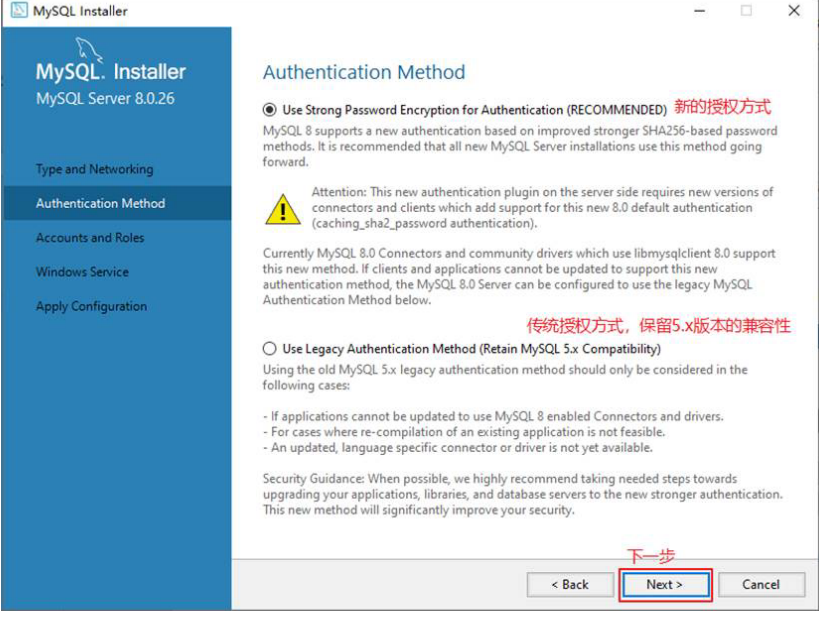 MySQL Installer
MySQL. Installer
MySQL Server 8.0.26
Type and Networking
Authentication Method
Accounts and Roles
Windows Service
Apply Configuration
Authentication Method
Use Strong Password Encryption for Authentication (RECOMMENDED) 新的授权方式
MySQL 8 supports a new authentication based on improved stronger SHA256-based password
methods. It is recommended that all new MySQL Server installations use this method going
forward.
Attention: This new authentication plugin on the server side requires new versions of
connectors and clients which add support for this new 8.0 default authentication
(caching_sha2_password authentication).
Currently MySQL 8.0 Connectors and community drivers which use libmysqlclient 8.0 support
this new method. If clients and applications cannot be updated to support this new
authentication method, the MySQL 8.0 Server can be configured to use the legacy MySQL
Authentication Method below.
传统授权方式，保留5.x版本的兼容性
Use Legacy Authentication Method (Retain MySQL 5.x Compatibility)
Using the old MySQL 5.x legacy authentication method should only be considered in the
following cases:
- If applications cannot be updated to use MySQL 8 enabled Connectors and drivers.
- For cases where re-compilation of an existing application is not feasible.
- An updated, language specific connector or driver is not yet available.
Security Guidance: When possible, we highly recommend taking needed steps towards
upgrading your applications, libraries, and database servers to the new stronger authentication.
This new method will significantly improve your security.
下一步
< Back
Next >
Cancel